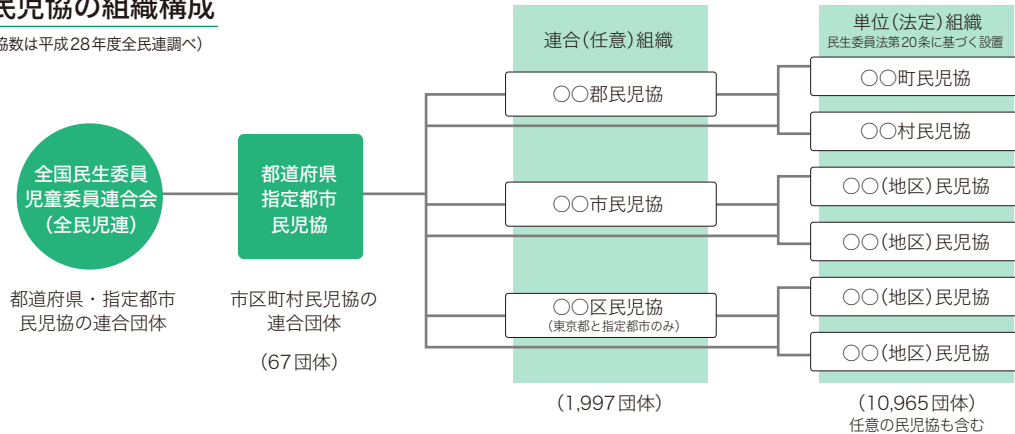 民児協の組織構成
協数は平成28年度全民連調べ)
全国民生委員
児童委員連合会
(全民児連)
都道府県・指定都市
民児協の連合団体
都道府県
指定都市
民児協
市区町村民児協の
連合団体
(67団体)
連合(任意)組織
○○郡民児協
○○市民児協
○○区民児協
(東京都と指定都市のみ)
(1,997団体)
単位(法定)組織
民生委員法第20条に基づく設置
○○町民児協
○○村民児協
○○(地区)民児協
○○(地区)民児協
○○(地区)民児協
○○(地区)民児協
(10,965団体)
任意の民児協も含む